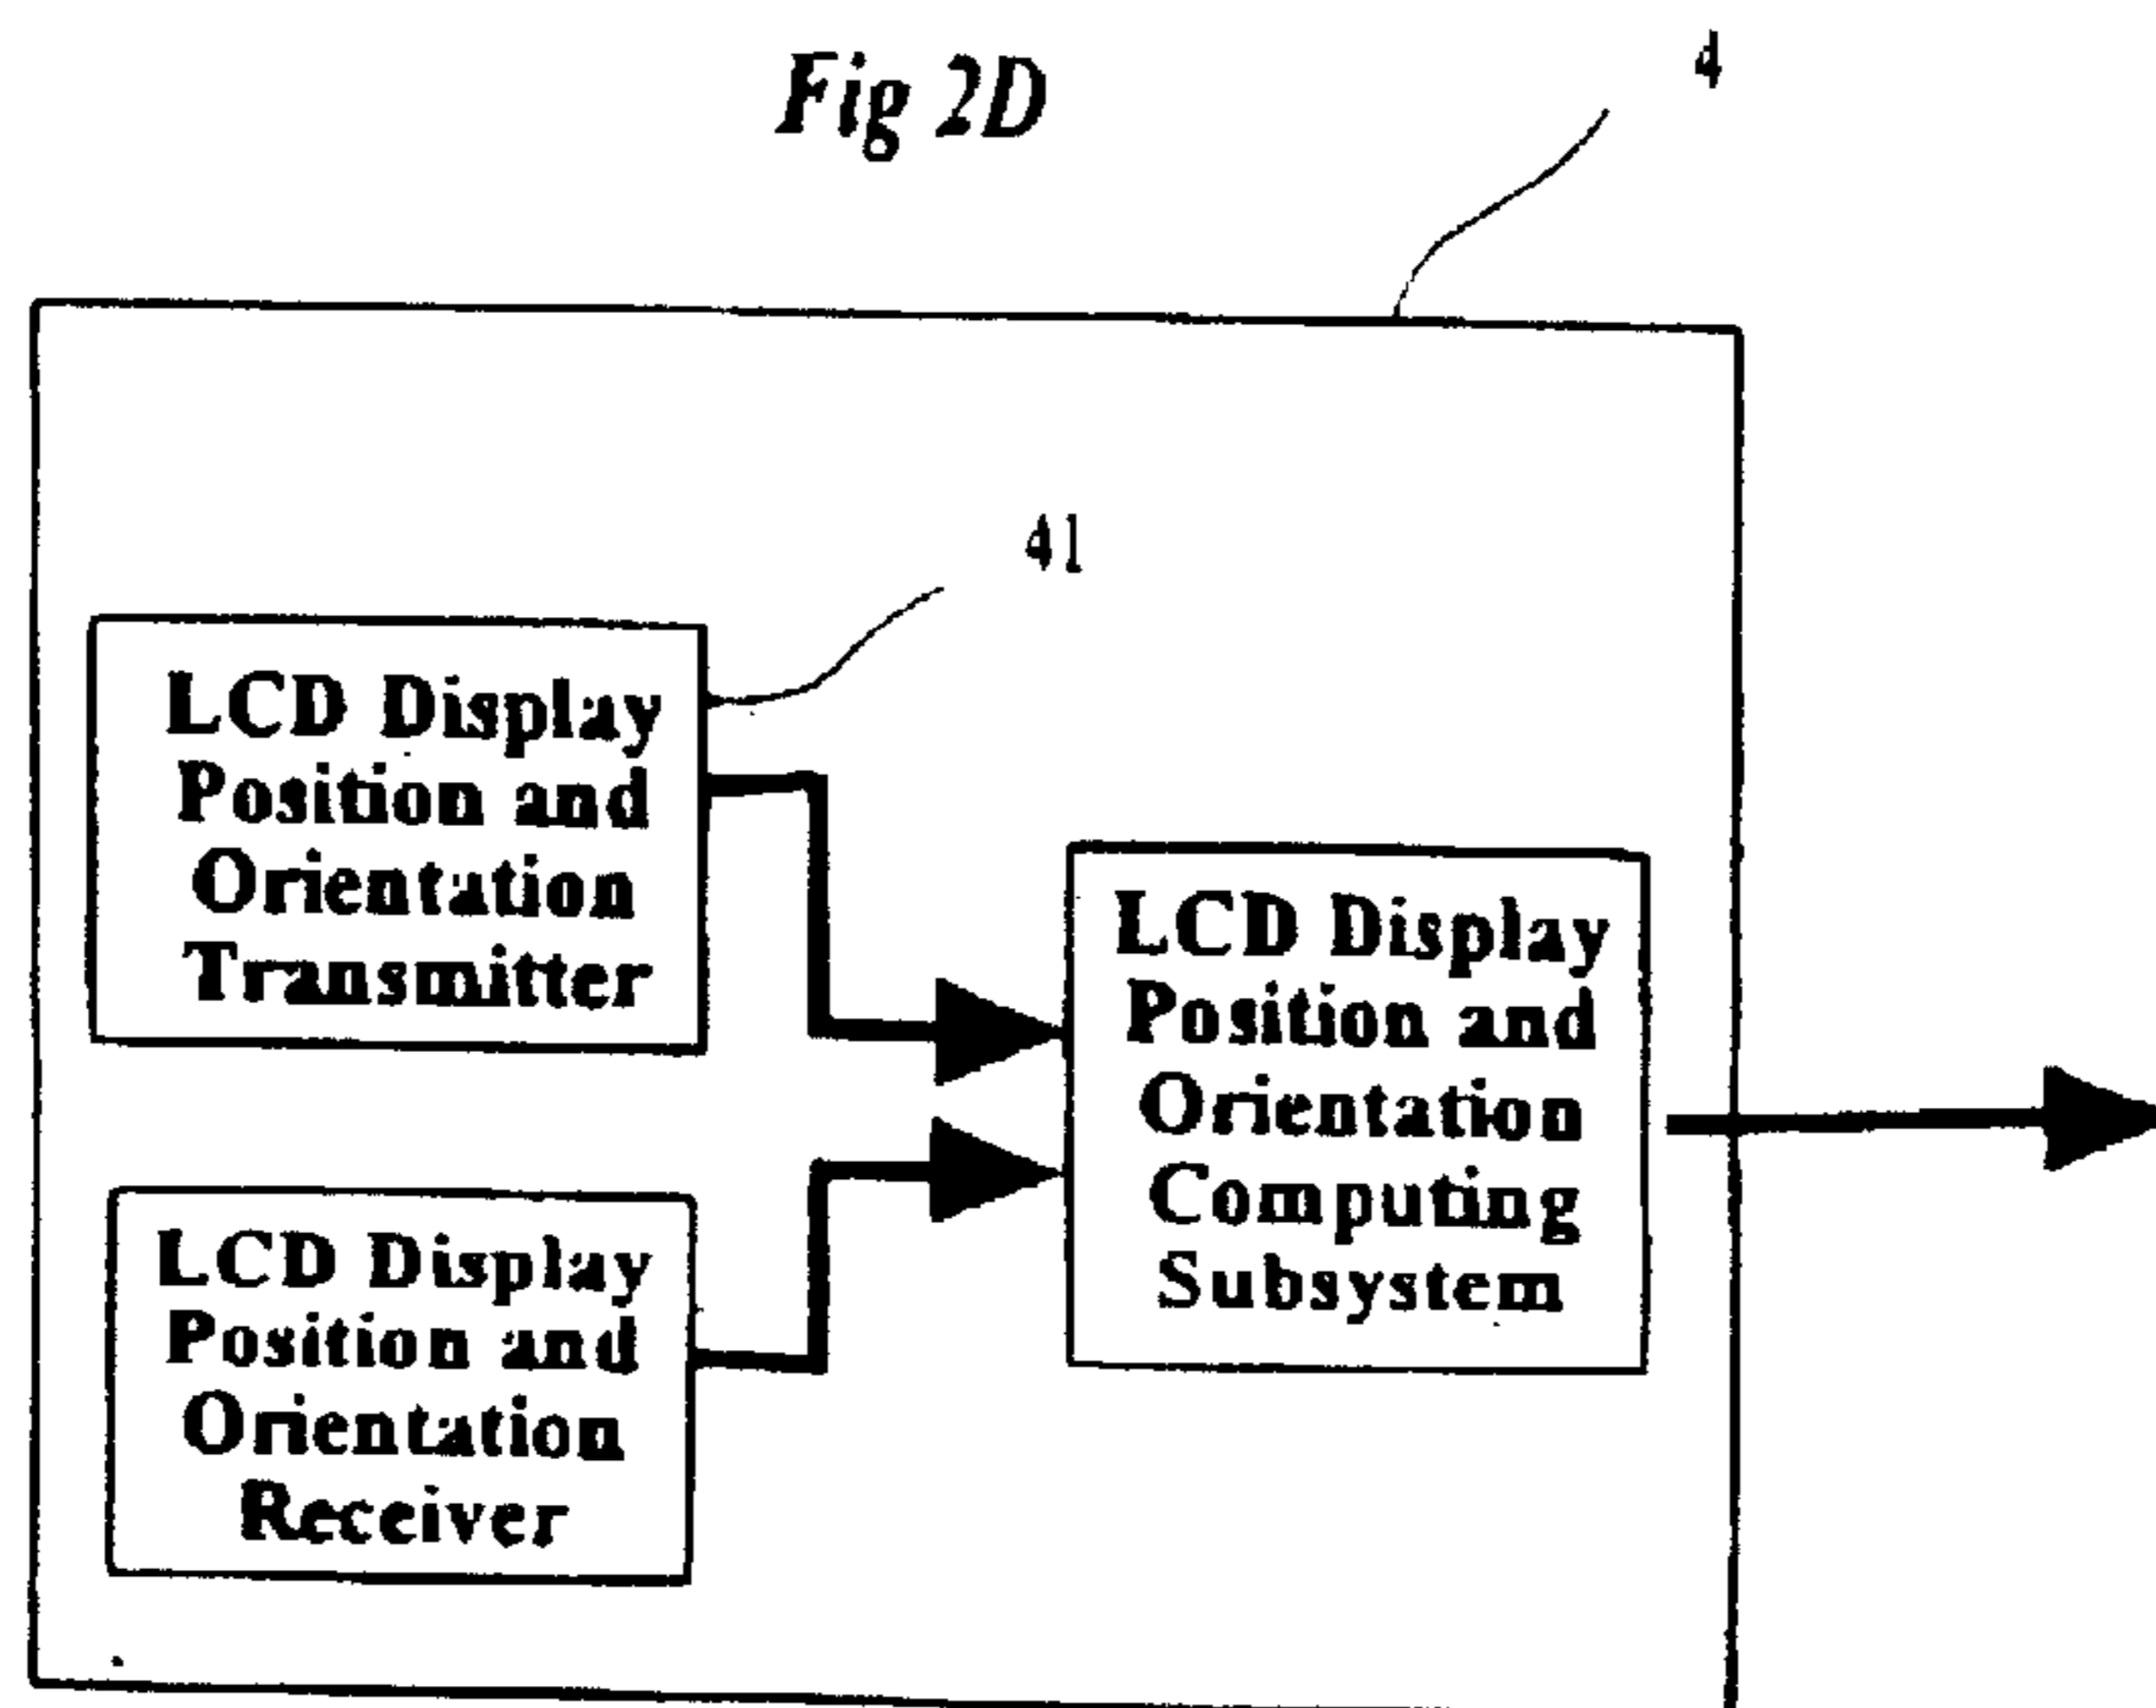 Fig 2D
4
41
LCD Display
Position and
Orientation
Transmitter
LCD Display
Position and
Orientation
Computing
Subsystem
LCD Display
Position and
Orientation
Receiver